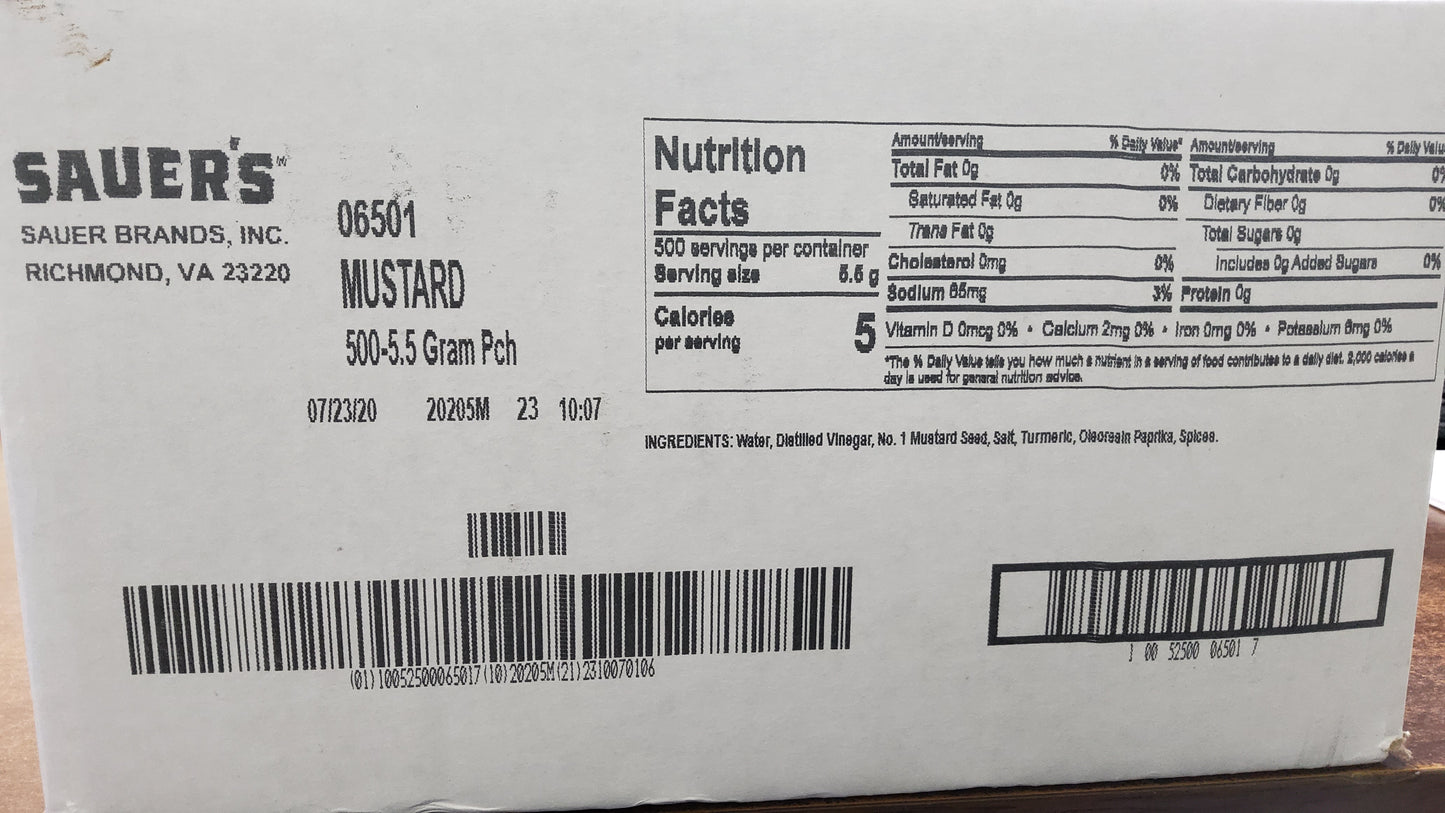 SAUER'S™
SAUER BRANDS, INC.
RICHMOND, VA 23220
06501
MUSTARD
500-5.5 Gram Pch
07/23/20 20205M 23 10:07
Nutrition
Facts
500 servings per container
Serving size 5.5 g
Calories
per serving 5
Amount/serving % Daily Value*
Total Fat 0g 0%
Saturated Fat 0g 0%
Trans Fat 0g
Cholesterol 0mg 0%
Sodium 65mg 3%
Amount/serving % Daily Valu
Total Carbohydrate 0g 0%
Dietary Fiber 0g 0%
Total Sugars 0g
Includes 0g Added Sugars 0%
Protein 0g
Vitamin D 0mcg 0% • Calcium 2mg 0% • Iron 0mg 0% • Potassium 6mg 0%
*The % Daily Value tells you how much a nutrient in a serving of food contributes to a daily diet. 2,000 calories a
day is used for general nutrition advice.
INGREDIENTS: Water, Distilled Vinegar, No. 1 Mustard Seed, Salt, Turmeric, Oleoresin Paprika, Spices.
(01)10052500065017(10)20205M(21)2310070106
1 00 52500 06501 7